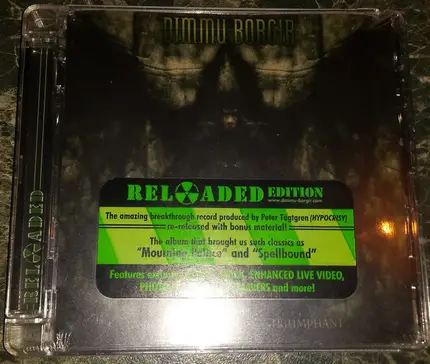 DIMMU BORGIR
RELOADED
RELOADED EDITION
www.dimmu-borgir.com
The amazing breakthrough record produced by Peter Tägtgren (HYPOCRISY)
re-released with bonus material!
The album that brought us such classics as
"Mourning Palace" and "Spellbound"
Features ENHANCED LIVE VIDEO,
and more!
TRIUMPHANT